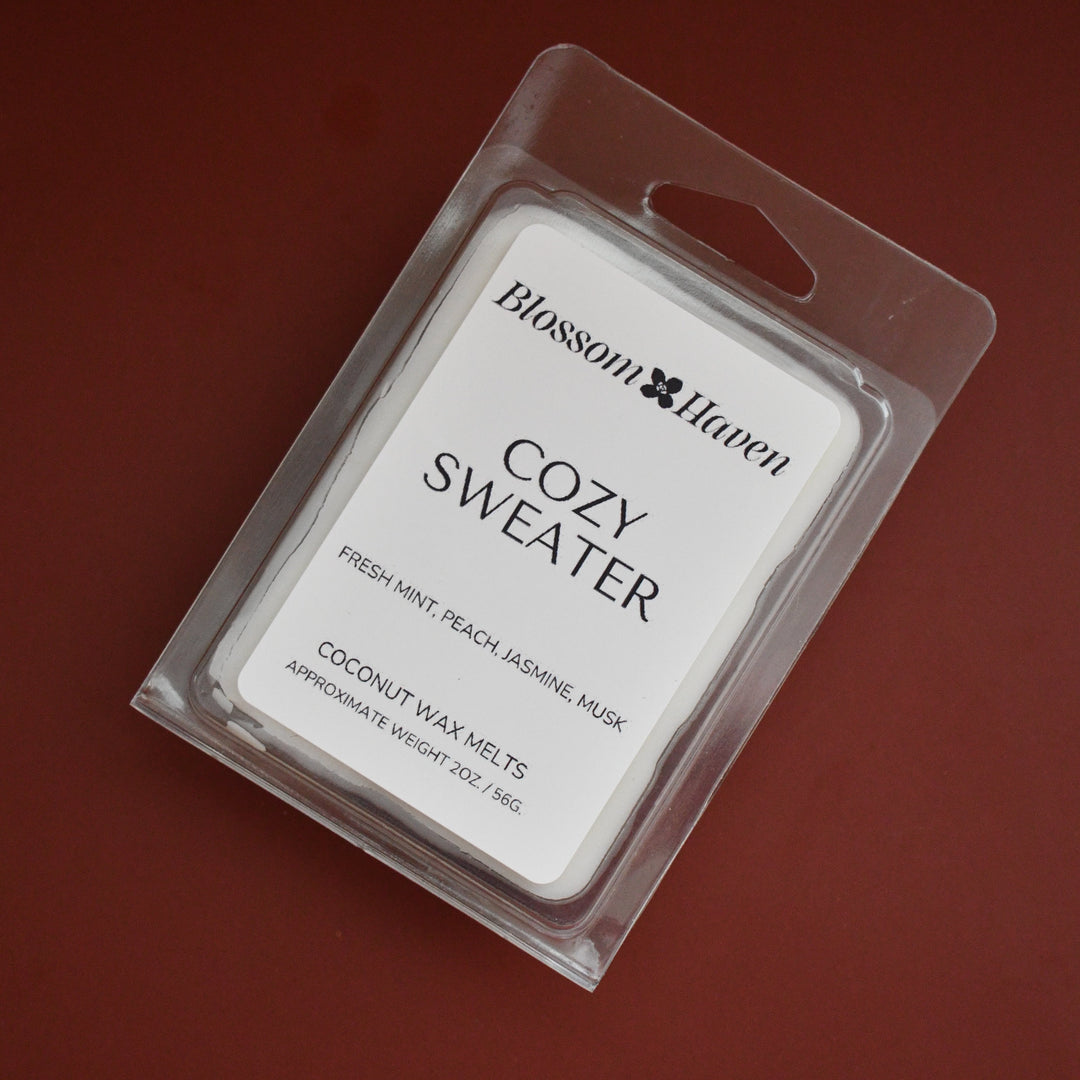 Blossom Haven
COZY
SWEATER
FRESH MINT, PEACH, JASMINE, MUSK
COCONUT WAX MELTS
APPROXIMATE WEIGHT 2OZ. / 56G.